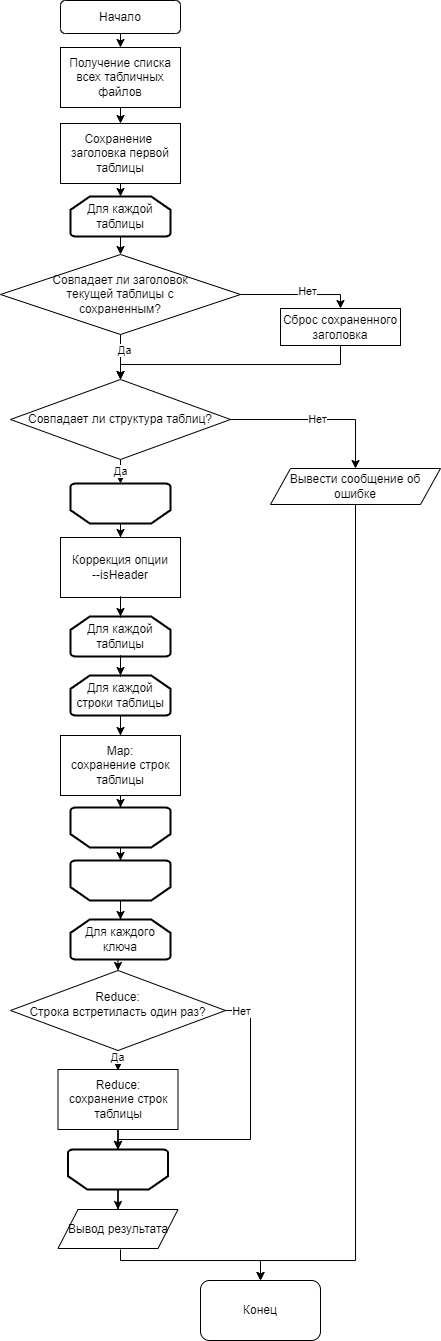 Начало
Получение списка
всех табличных
файлов
Сохранение
заголовка первой
таблицы
Для каждой
таблицы
Совпадает ли заголовок
текущей таблицы с
сохраненным?
Нет
Сброс сохраненного
заголовка
Да
Совпадает ли структура таблиц?
Нет
Вывести сообщение об
ошибке
Да
Коррекция опции
--isHeader
Для каждой
таблицы
Для каждой
строки таблицы
Map:
сохранение строк
таблицы
Для каждого
ключа
Reduce:
Строка встретиласть один раз?
Нет
Да
Reduce:
сохранение строк
таблицы
Вывод результата
Конец